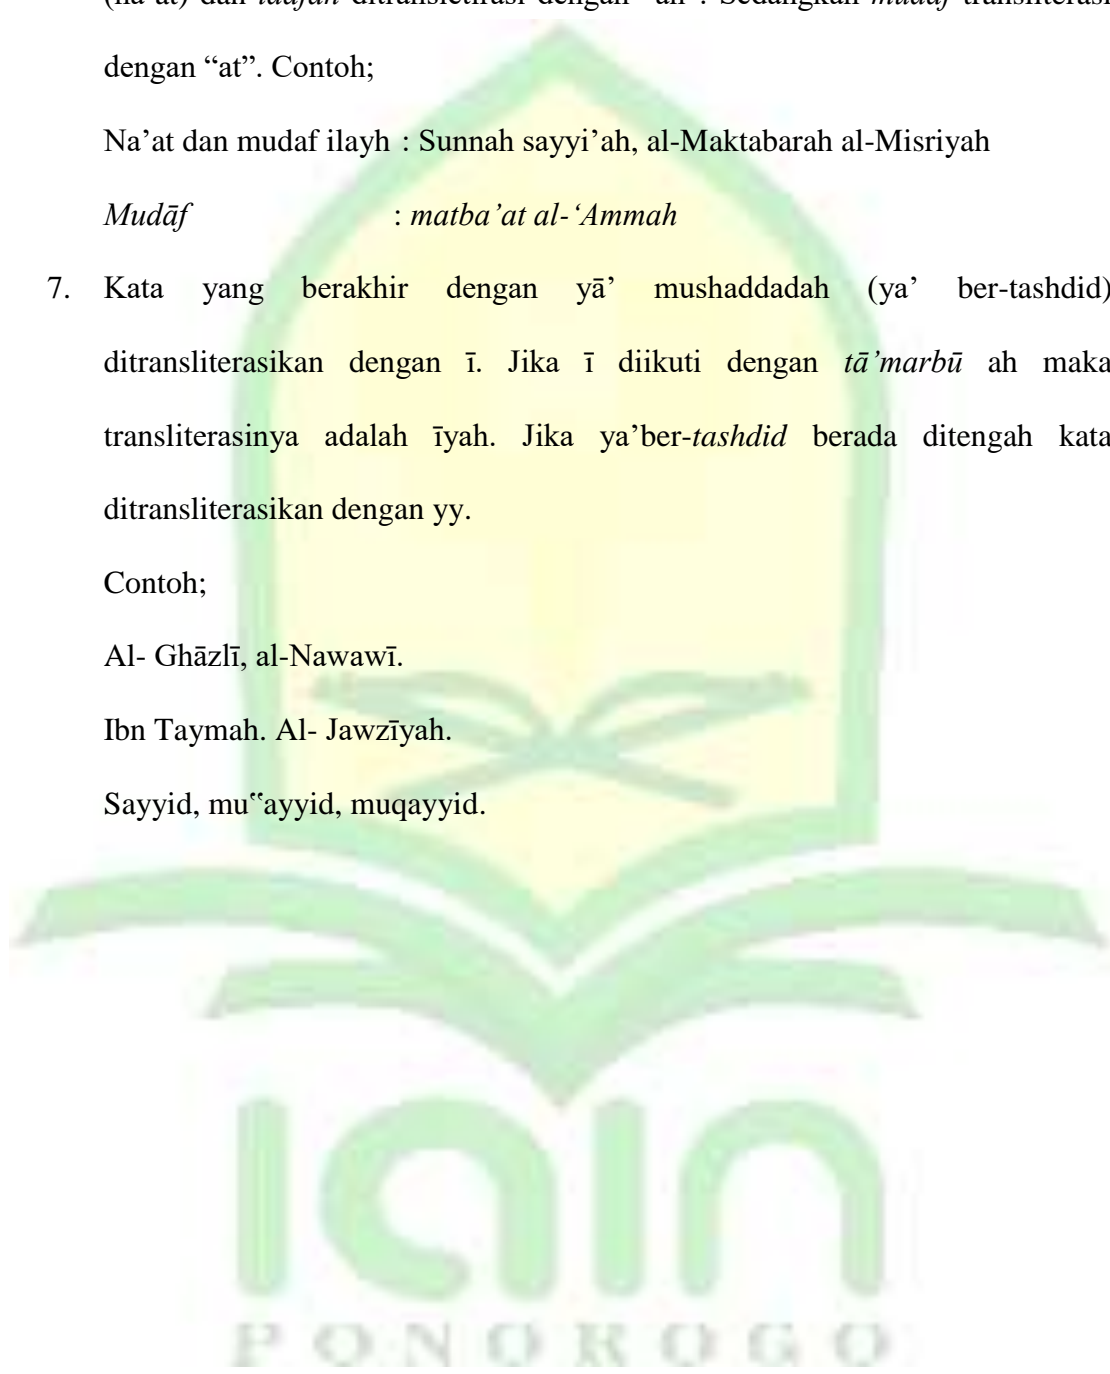 dengan “at”. Contoh;
Na’at dan mudaf ilayh : Sunnah sayyi’ah, al-Maktabarah al-Misriyah
Mudāf : matba’at al-‘Ammah
7. Kata yang berakhir dengan yā’ mushaddadah (ya’ ber-tashdid)
ditransliterasikan dengan ī. Jika ī diikuti dengan tā’marbū ah maka
transliterasinya adalah īyah. Jika ya’ber-tashdid berada ditengah kata
ditransliterasikan dengan yy.
Contoh;
Al- Ghāzlī, al-Nawawī.
Ibn Taymah. Al- Jawzīyah.
Sayyid, mu‟ayyid, muqayyid.
iain
PONOROGO